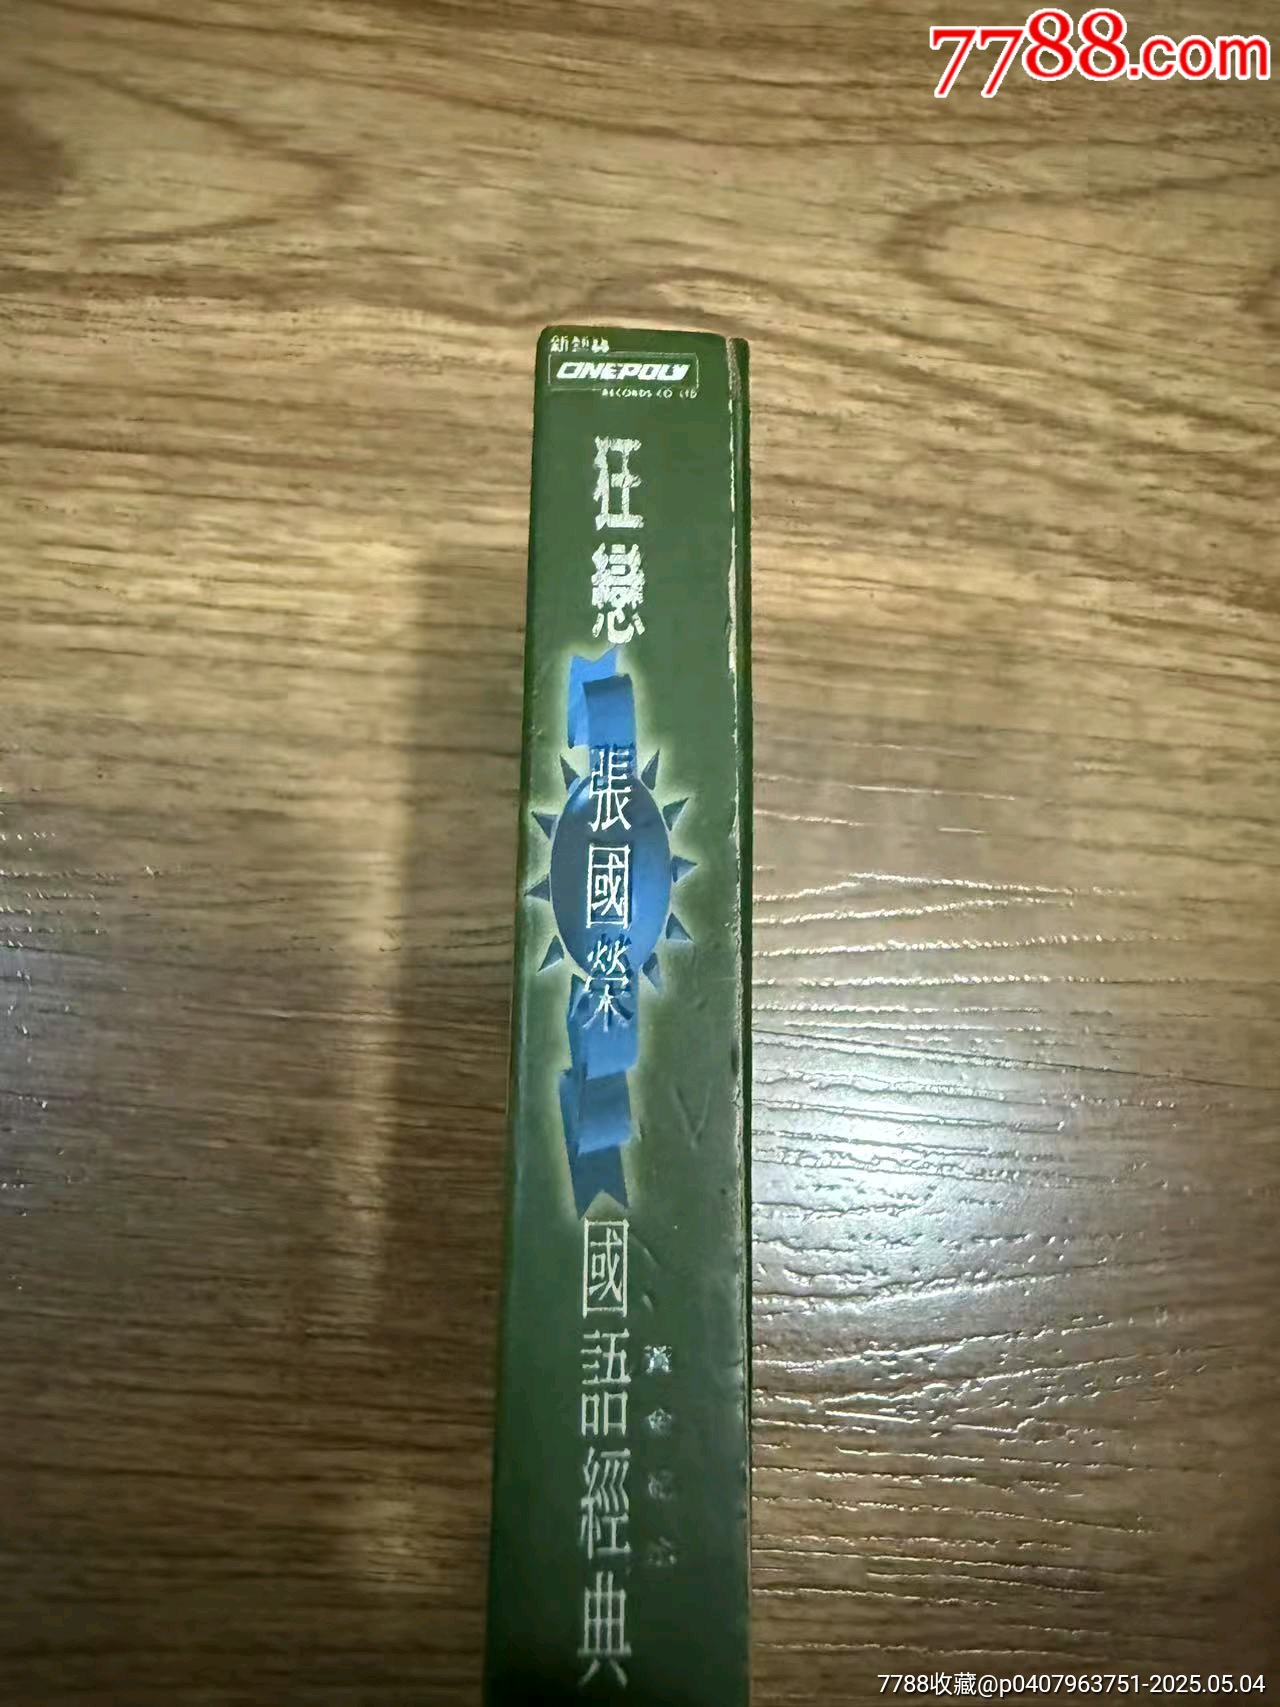 7788.com
新藝寶
CINEPOLY
RECORDS CO LTD
狂戀
張國榮
國語經典
7788收藏@p0407963751-2025.05.04